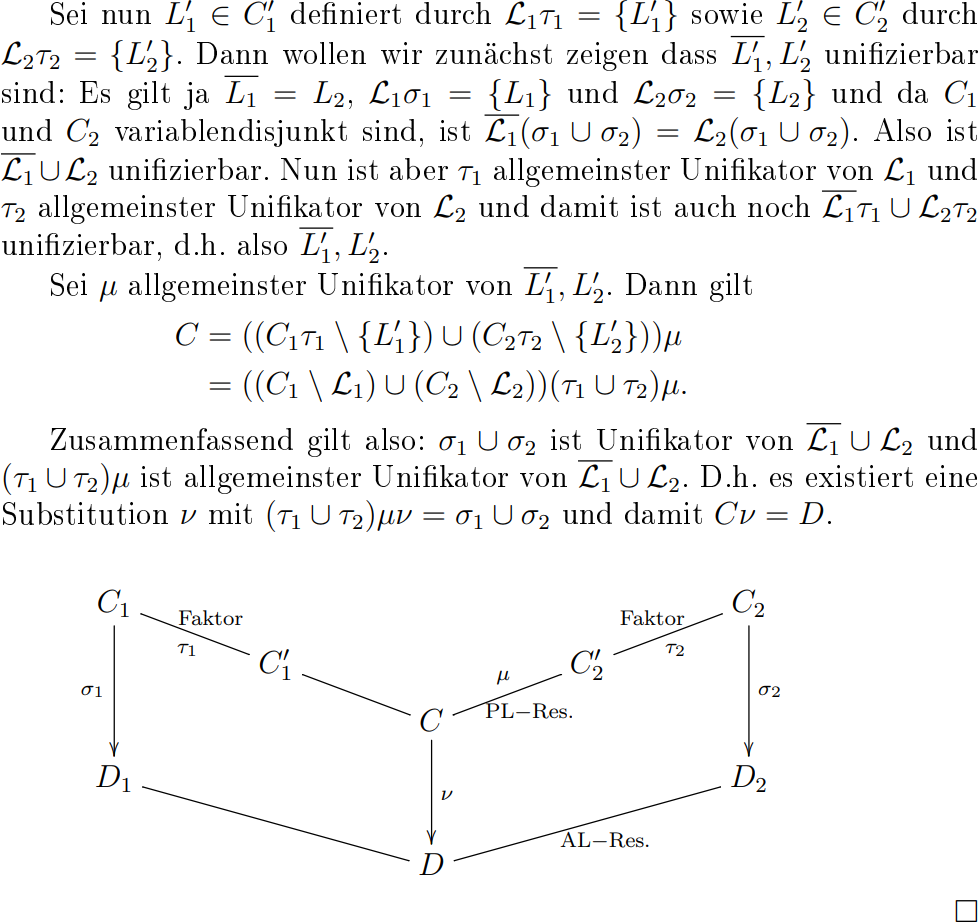 Sei nun $L_1' \in C_1'$ definiert durch $\mathcal{L}_1\tau_1 = \{L_1'\}$ sowie $L_2' \in C_2'$ durch
$\mathcal{L}_2\tau_2 = \{L_2'\}$. Dann wollen wir zunächst zeigen dass $\overline{L_1'}, L_2'$ unifizierbar
sind: Es gilt ja $\overline{L_1} = L_2$, $\mathcal{L}_1\sigma_1 = \{L_1\}$ und $\mathcal{L}_2\sigma_2 = \{L_2\}$ und da $C_1$
und $C_2$ variablendisjunkt sind, ist $\overline{\mathcal{L}_1}(\sigma_1 \cup \sigma_2) = \mathcal{L}_2(\sigma_1 \cup \sigma_2)$. Also ist
$\overline{\mathcal{L}_1} \cup \mathcal{L}_2$ unifizierbar. Nun ist aber $\tau_1$ allgemeinster Unifikator von $\mathcal{L}_1$ und
$\tau_2$ allgemeinster Unifikator von $\mathcal{L}_2$ und damit ist auch noch $\overline{\mathcal{L}_1}\tau_1 \cup \mathcal{L}_2\tau_2$
unifizierbar, d.h. also $\overline{L_1'}, L_2'$.
Sei $\mu$ allgemeinster Unifikator von $\overline{L_1'}, L_2'$. Dann gilt
$C = ((C_1\tau_1 \setminus \{L_1'\}) \cup (C_2\tau_2 \setminus \{L_2'\}))\mu$
$= ((C_1 \setminus \mathcal{L}_1) \cup (C_2 \setminus \mathcal{L}_2))(\tau_1 \cup \tau_2)\mu.$
Zusammenfassend gilt also: $\sigma_1 \cup \sigma_2$ ist Unifikator von $\overline{\mathcal{L}_1} \cup \mathcal{L}_2$ und
$(\tau_1 \cup \tau_2)\mu$ ist allgemeinster Unifikator von $\overline{\mathcal{L}_1} \cup \mathcal{L}_2$. D.h. es existiert eine
Substitution $\nu$ mit $(\tau_1 \cup \tau_2)\mu\nu = \sigma_1 \cup \sigma_2$ und damit $C\nu = D$.
$C_1$ Faktor Faktor $C_2$
$\tau_1$ $\tau_2$
$C_1'$ $\mu$ $C_2'$
$\sigma_1$ $\sigma_2$
$C$ PL−Res.
$D_1$ $D_2$
$\nu$
AL−Res.
$D$
□